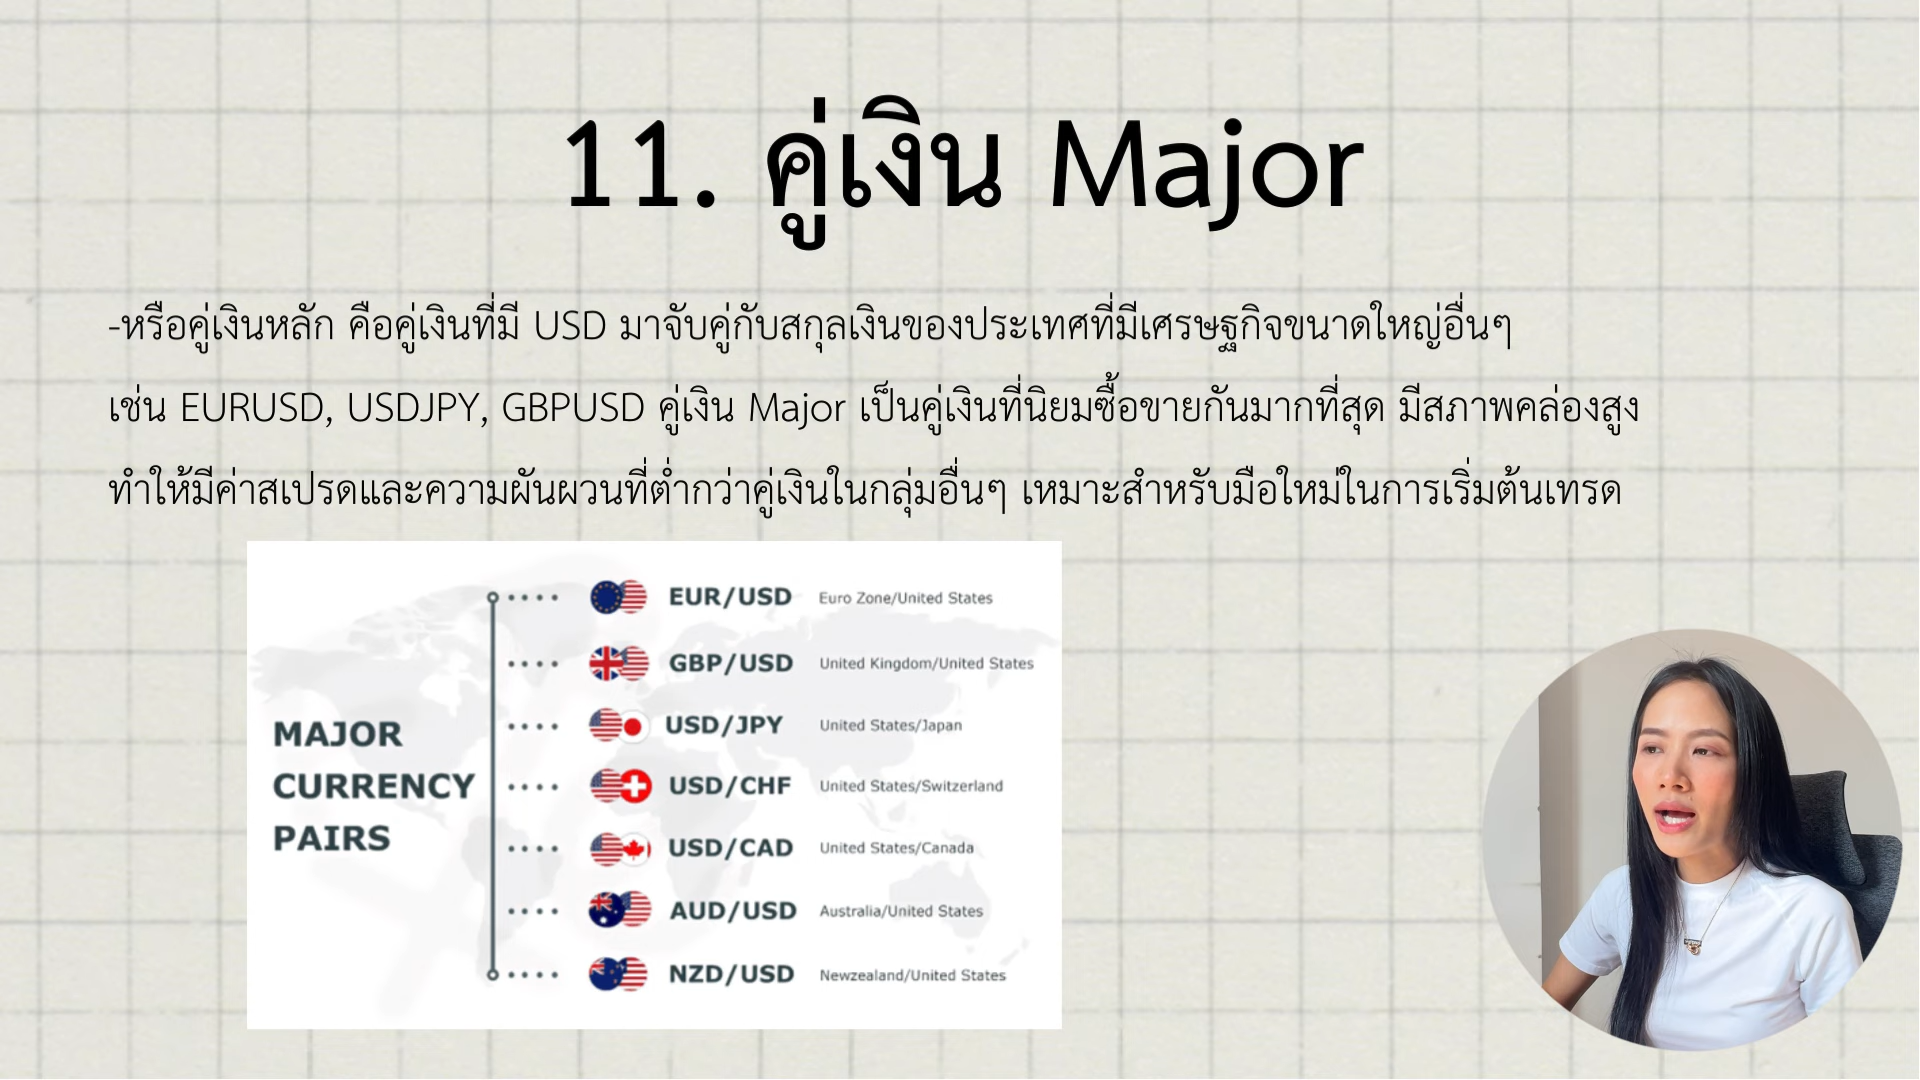 11. คู่เงิน Major
-หรือคู่เงินหลัก คือคู่เงินที่มี USD มาจับคู่กับสกุลเงินของประเทศที่มีเศรษฐกิจขนาดใหญ่อื่นๆ
เช่น EURUSD, USDJPY, GBPUSD คู่เงิน Major เป็นคู่เงินที่นิยมซื้อขายกันมากที่สุด มีสภาพคล่องสูง
ทำให้มีค่าสเปรดและความผันผวนที่ต่ำกว่าคู่เงินในกลุ่มอื่นๆ เหมาะสำหรับมือใหม่ในการเริ่มต้นเทรด
MAJOR
CURRENCY
PAIRS
EUR/USD Euro Zone/United States
GBP/USD United Kingdom/United States
USD/JPY United States/Japan
USD/CHF United States/Switzerland
USD/CAD United States/Canada
AUD/USD Australia/United States
NZD/USD Newzealand/United States